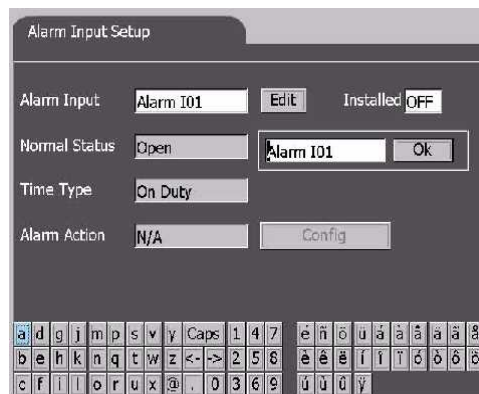 Alarm Input Setup
Alarm Input Alarm I01 Edit Installed OFF
Normal Status Open Alarm I01 Ok
Time Type On Duty
Alarm Action N/A Config
a d g j m p s v y Caps 1 4 7 é ñ ö ü á à â å ä ã
b e h k n q t w z <- -> 2 5 8 è ê ë í ì ï ó ò ô õ
c f i l o r u x @ . 0 3 6 9 ú ù û ÿ